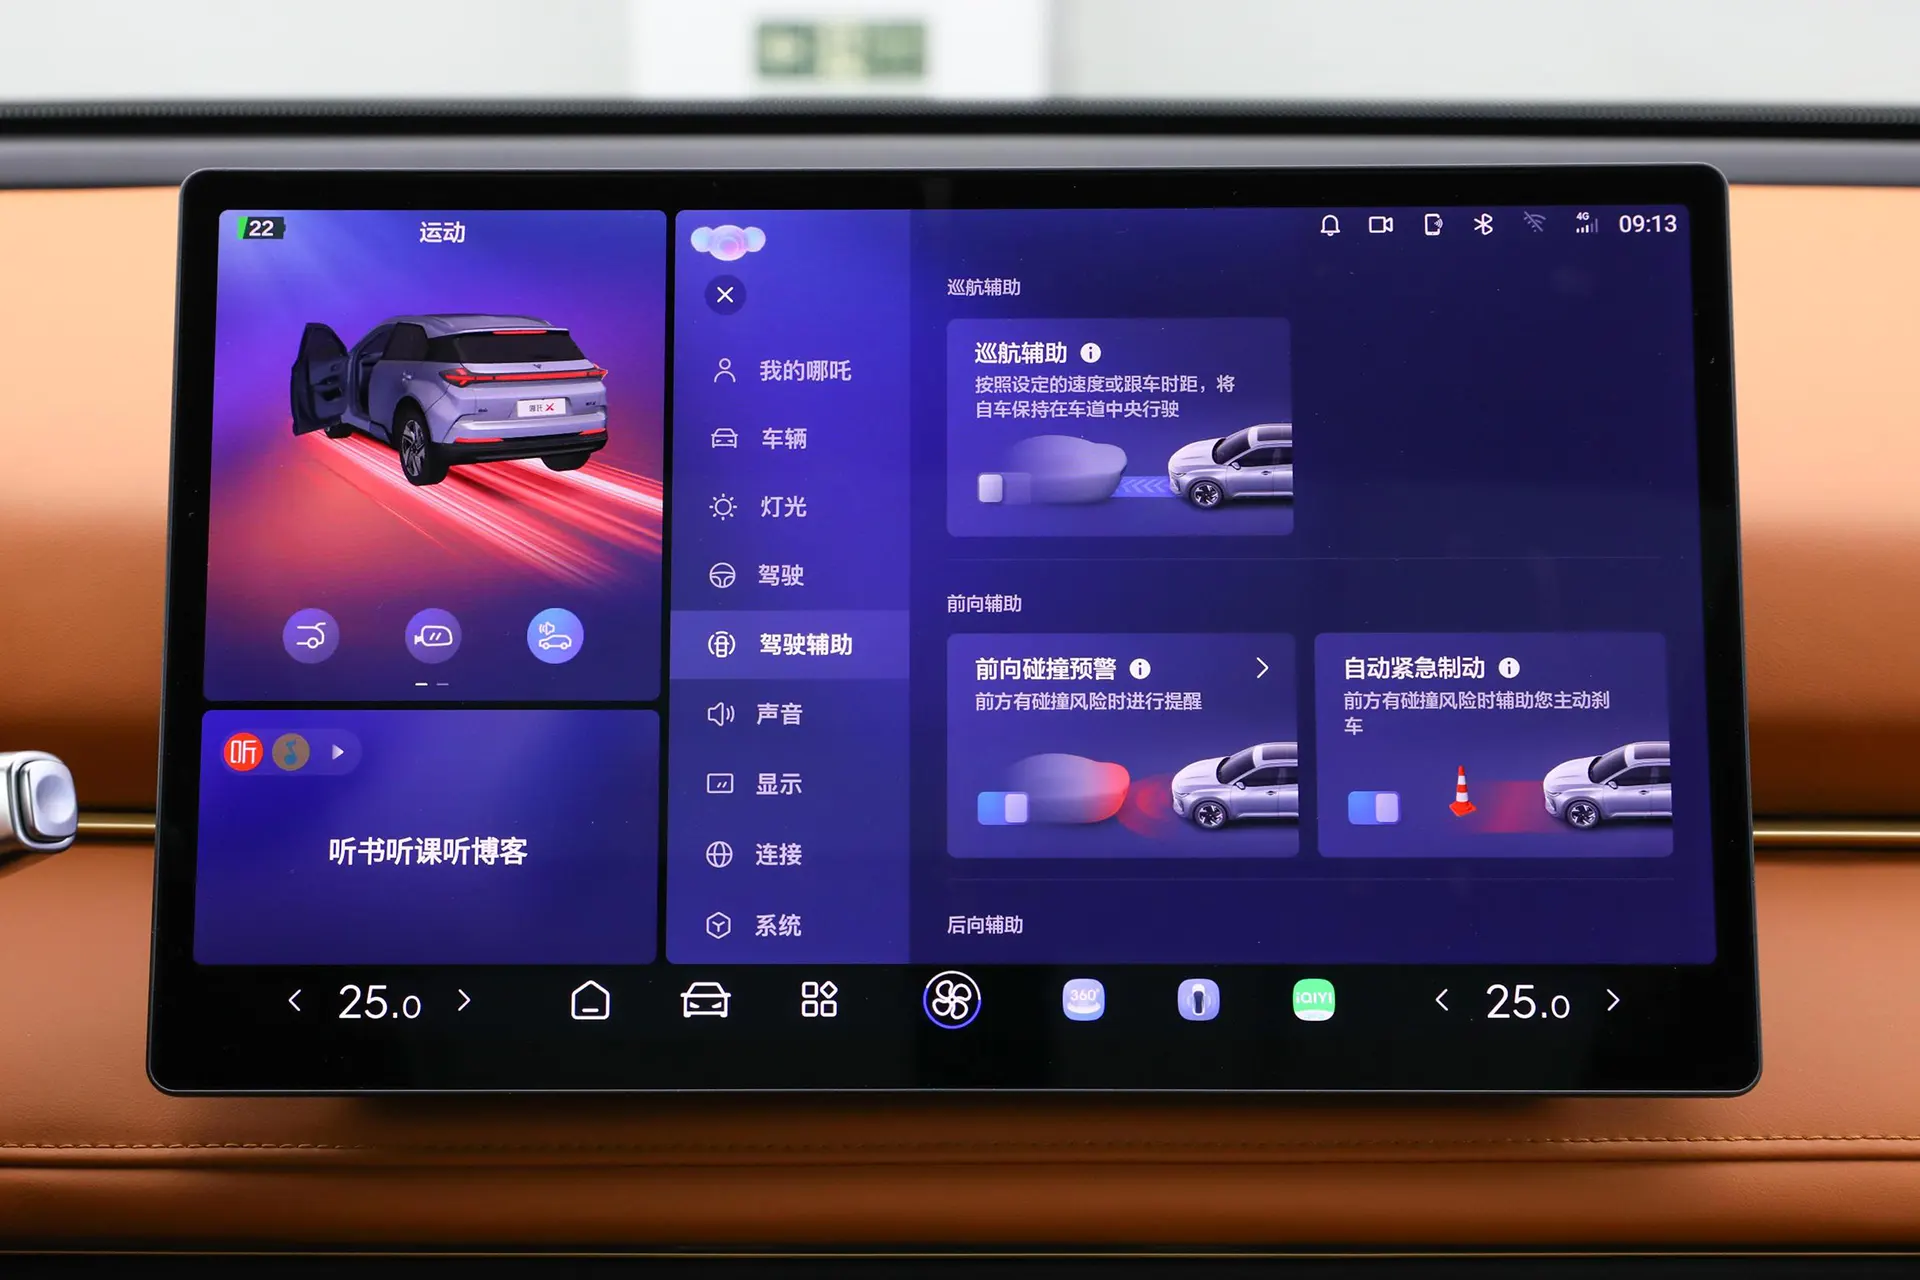 22
运动
哪吒X
听
听书听课听博客
我的哪吒
车辆
灯光
驾驶
驾驶辅助
声音
显示
连接
系统
4G
09:13
巡航辅助
巡航辅助
按照设定的速度或跟车时距，将
自车保持在车道中央行驶
前向辅助
前向碰撞预警
前方有碰撞风险时进行提醒
自动紧急制动
前方有碰撞风险时辅助您主动刹
车
后向辅助
25.0
360°
iQIYI
25.0